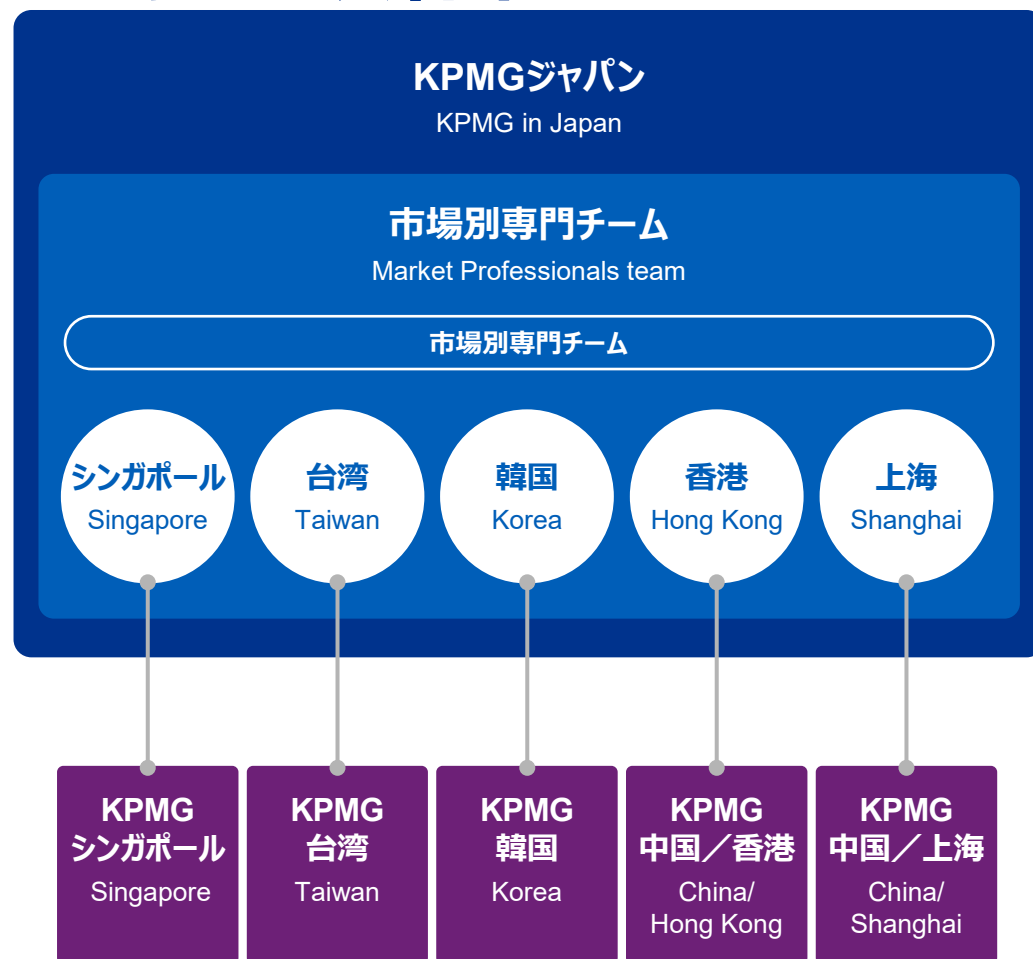 KPMGジャパン
KPMG in Japan
市場別専門チーム
Market Professionals team
市場別専門チーム
シンガポール
Singapore
台湾
Taiwan
韓国
Korea
香港
Hong Kong
上海
Shanghai
KPMG
シンガポール
Singapore
KPMG
台湾
Taiwan
KPMG
韓国
Korea
KPMG
中国／香港
China/
Hong Kong
KPMG
中国／上海
China/
Shanghai